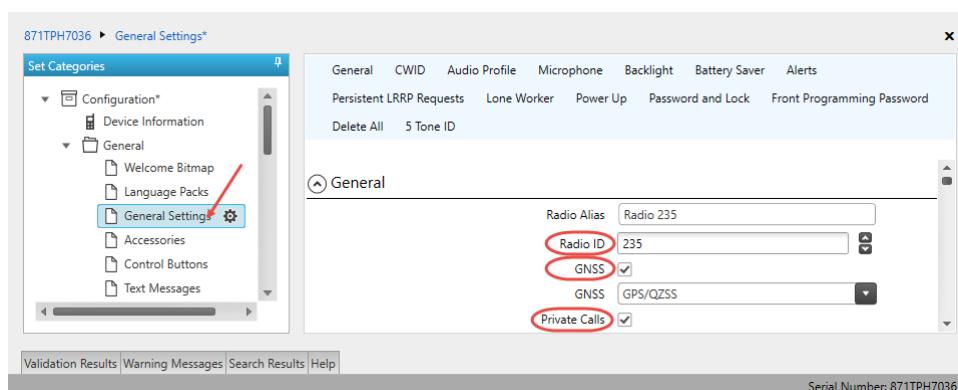 871TPH7036 ▸ General Settings*
x
Set Categories
Configuration*
Device Information
General
Welcome Bitmap
Language Packs
General Settings
Accessories
Control Buttons
Text Messages
General CWID Audio Profile Microphone Backlight Battery Saver Alerts
Persistent LRRP Requests Lone Worker Power Up Password and Lock Front Programming Password
Delete All 5 Tone ID
General
Radio Alias Radio 235
Radio ID 235
GNSS
GNSS GPS/QZSS
Private Calls
Validation Results Warning Messages Search Results Help
Serial Number: 871TPH7036